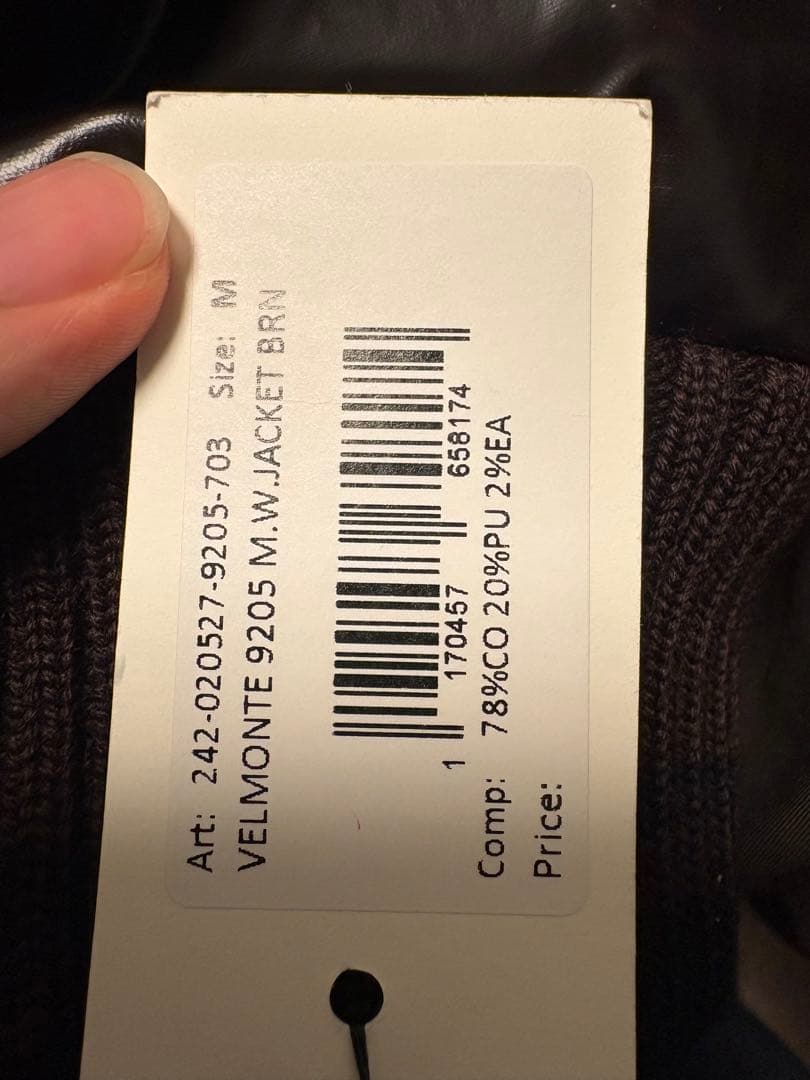 Art: 242-020527-9205-703 Size: M
VELMONTE 9205 M.W.JACKET BRN
1 170457 658174
Comp: 78%CO 20%PU 2%EA
Price: